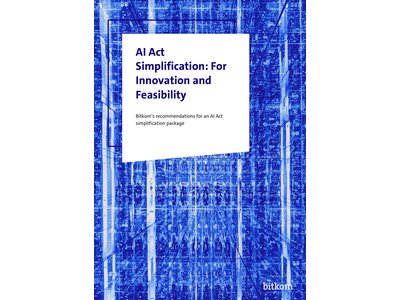 AI Act
Simplification: For
Innovation and
Feasibility
Bitkom's recommendations for an AI Act
simplification package
bitkom